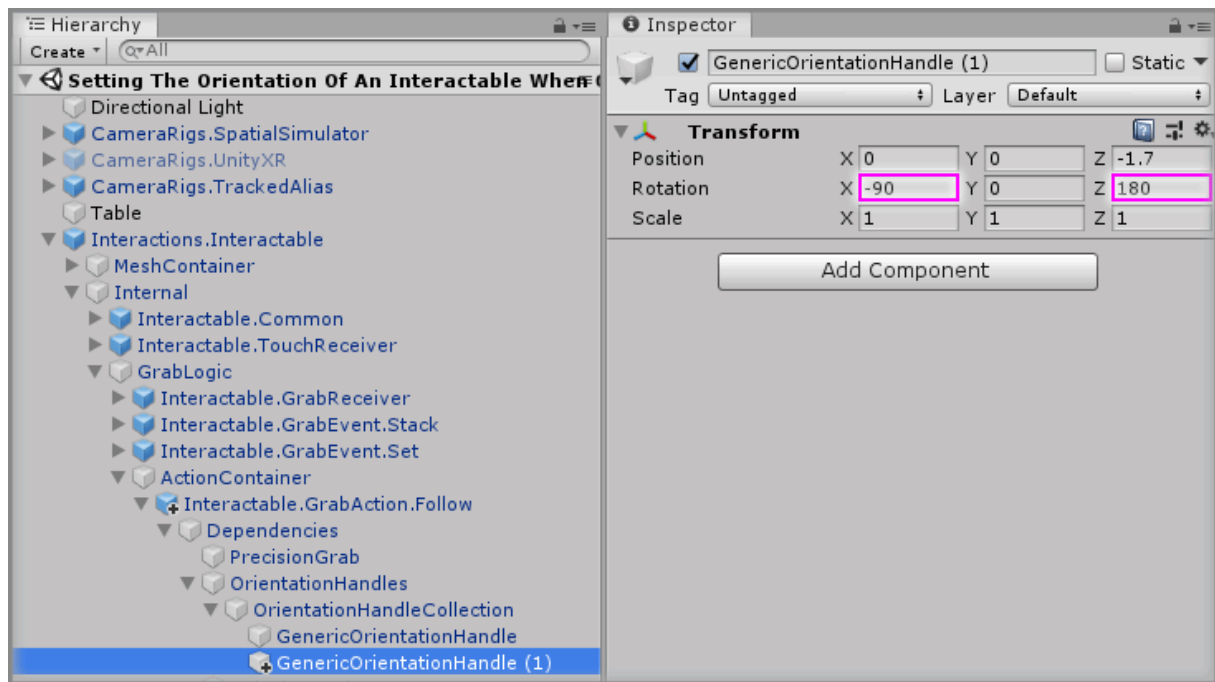 Hierarchy
Create
All
Setting The Orientation Of An Interactable When
Directional Light
CameraRigs.SpatialSimulator
CameraRigs.UnityXR
CameraRigs.TrackedAlias
Table
Interactions.Interactable
MeshContainer
Internal
Interactable.Common
Interactable.TouchReceiver
GrabLogic
Interactable.GrabReceiver
Interactable.GrabEvent.Stack
Interactable.GrabEvent.Set
ActionContainer
Interactable.GrabAction.Follow
Dependencies
PrecisionGrab
OrientationHandles
OrientationHandleCollection
GenericOrientationHandle
GenericOrientationHandle (1)
Inspector
GenericOrientationHandle (1) Static
Tag Untagged Layer Default
Transform
Position X 0 Y 0 Z -1.7
Rotation X -90 Y 0 Z 180
Scale X 1 Y 1 Z 1
Add Component